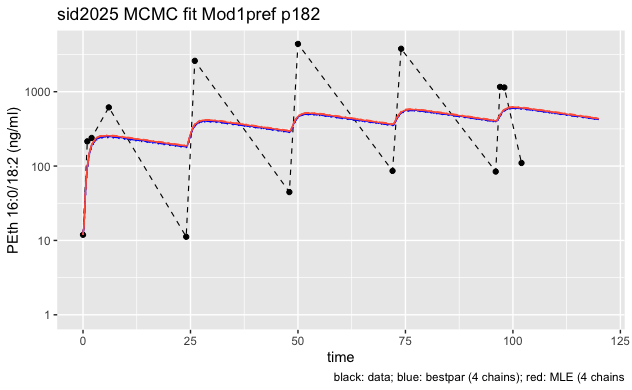 sid2025 MCMC fit Mod1pref p182
PEth 16:0/18:2 (ng/ml)
1000
100
10
1
0
25
50
75
100
125
time
black: data; blue: bestpar (4 chains); red: MLE (4 chains